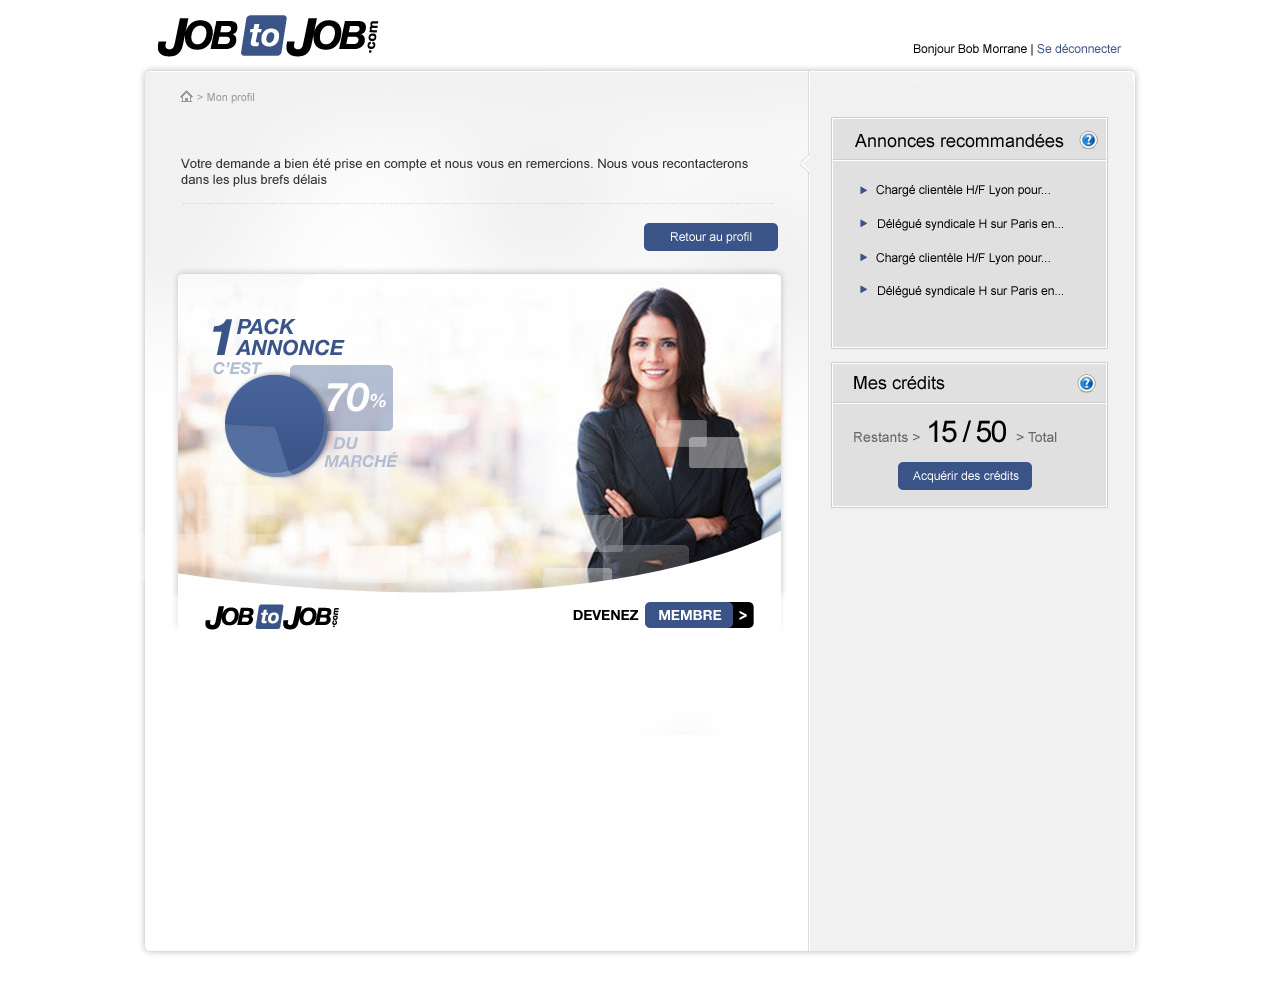 JOB to JOB.com
Bonjour Bob Morrane | Se déconnecter
> Mon profil
Votre demande a bien été prise en compte et nous vous en remercions. Nous vous recontacterons
dans les plus brefs délais
Retour au profil
1 PACK
ANNONCE
C'EST
70%
DU
MARCHÉ
JOB to JOB.com
DEVENEZ MEMBRE >
Annonces recommandées ?
Chargé clientèle H/F Lyon pour...
Délégué syndicale H sur Paris en...
Chargé clientèle H/F Lyon pour...
Délégué syndicale H sur Paris en...
Mes crédits ?
Restants > 15 / 50 > Total
Acquérir des crédits